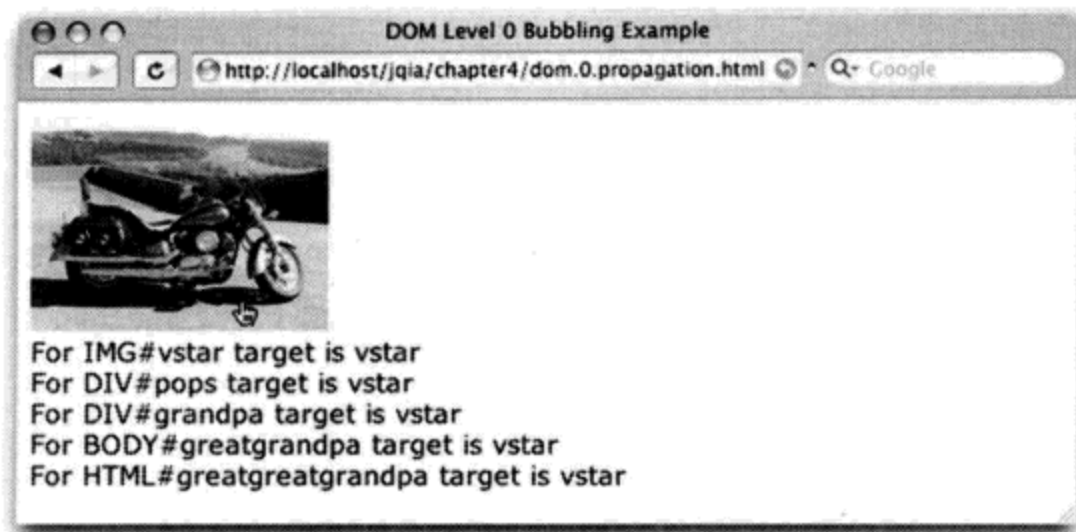 DOM Level 0 Bubbling Example
http://localhost/jqia/chapter4/dom.0.propagation.html
Google
For IMG#vstar target is vstar
For DIV#pops target is vstar
For DIV#grandpa target is vstar
For BODY#greatgrandpa target is vstar
For HTML#greatgreatgrandpa target is vstar